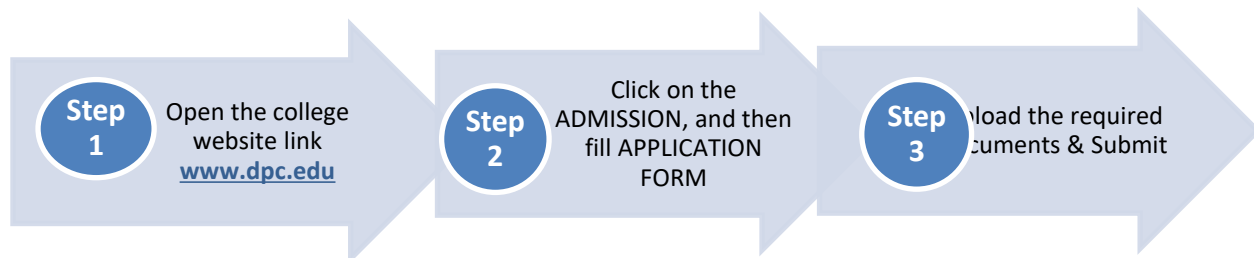 Step
1
Open the college
website link
www.dpc.edu
Step
2
Click on the
ADMISSION, and then
fill APPLICATION
FORM
Step
3
load the required
cuments & Submit